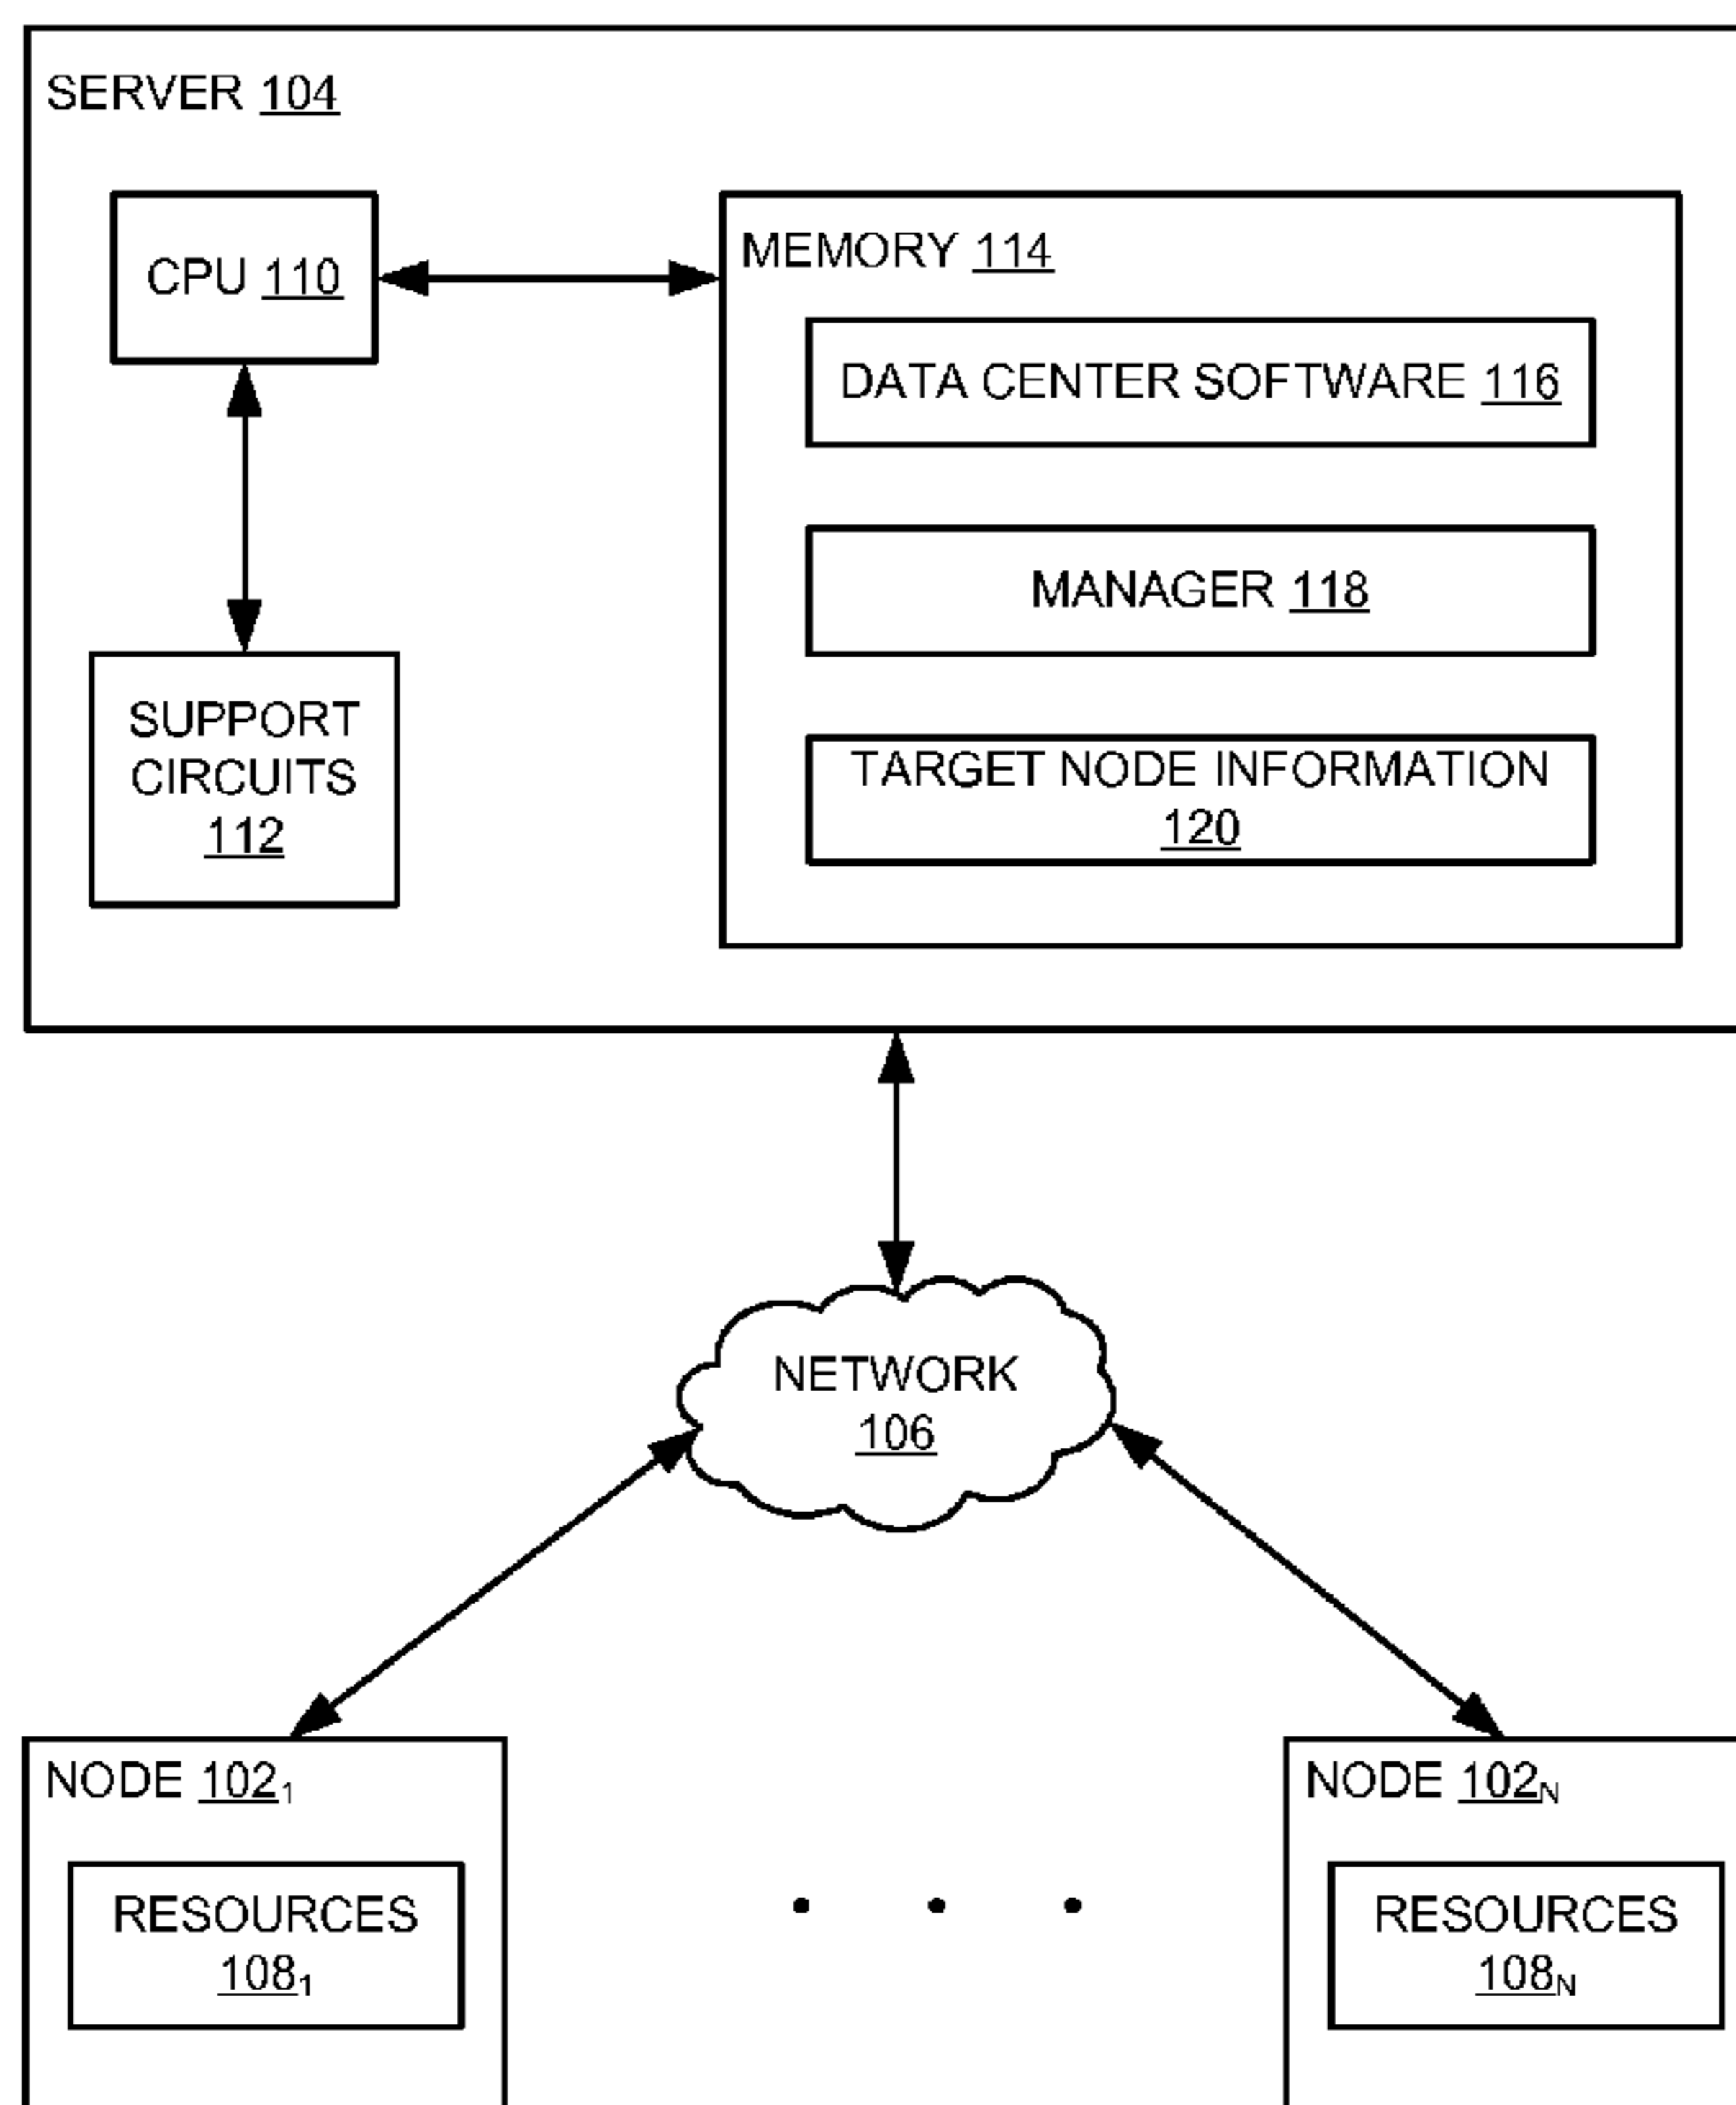 SERVER 104
CPU 110
MEMORY 114
DATA CENTER SOFTWARE 116
MANAGER 118
SUPPORT
CIRCUITS
112
TARGET NODE INFORMATION
120
NETWORK
106
NODE 102₁
RESOURCES
108₁
NODE 102N
RESOURCES
108N